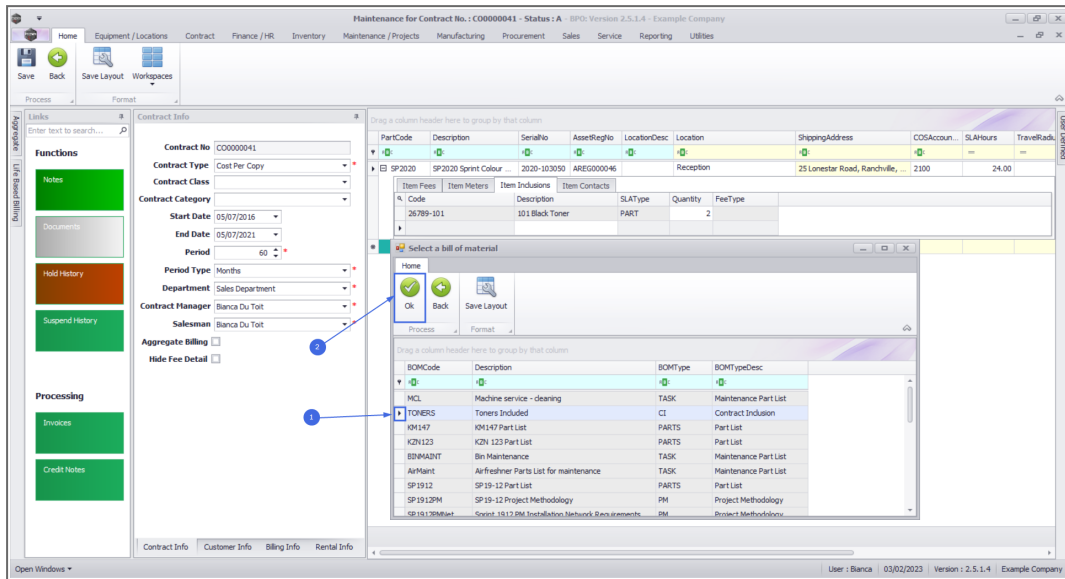 Maintenance for Contract No. : CO0000041 - Status : A - BPO: Version 2.5.1.4 - Example Company
Home Equipment / Locations Contract Finance / HR Inventory Maintenance / Projects Manufacturing Procurement Sales Service Reporting Utilities
Save Back Save Layout Workspaces
Process Format
Aggregate
Life Based Billing
Links
Enter text to search...
Functions
Notes
Documents
Hold History
Suspend History
Processing
Invoices
Credit Notes
Contract Info
Contract No CO0000041
Contract Type Cost Per Copy *
Contract Class
Contract Category
Start Date 05/07/2016
End Date 05/07/2021
Period 60 *
Period Type Months *
Department Sales Department *
Contract Manager Bianca Du Toit *
Salesman Bianca Du Toit *
Aggregate Billing
Hide Fee Detail
Contract Info Customer Info Billing Info Rental Info
Drag a column header here to group by that column
PartCode Description SerialNo AssetRegNo LocationDesc Location ShippingAddress COSAccoun... SLAHours TravelRadiu
SP2020 SP2020 Sprint Colour ... 2020-103050 AREG000046 Reception 25 Lonestar Road, Ranchville, ... 2100 24.00
Item Fees Item Meters Item Inclusions Item Contacts
Code Description SLAType Quantity FeeType
26789-101 101 Black Toner PART 2
User Defined
Select a bill of material
Home
Ok Back Save Layout
Process Format
2
1
Drag a column header here to group by that column
BOMCode Description BOMType BOMTypeDesc
MCL Machine service - cleaning TASK Maintenance Part List
TONERS Toners Included CI Contract Inclusion
KM147 KM147 Part List PARTS Part List
KZN123 KZN 123 Part List PARTS Part List
BINMAINT Bin Maintenance TASK Maintenance Part List
AirMaint Airfreshner Parts List for maintenance TASK Maintenance Part List
SP1912 SP19-12 Part List PARTS Part List
SP1912PM SP19-12 Project Methodology PM Project Methodology
SP1912PMNet Sprint 1912 PM Installation Network Requirements PM Project Methodology
Open Windows
User : Bianca 03/02/2023 Version : 2.5.1.4 Example Company